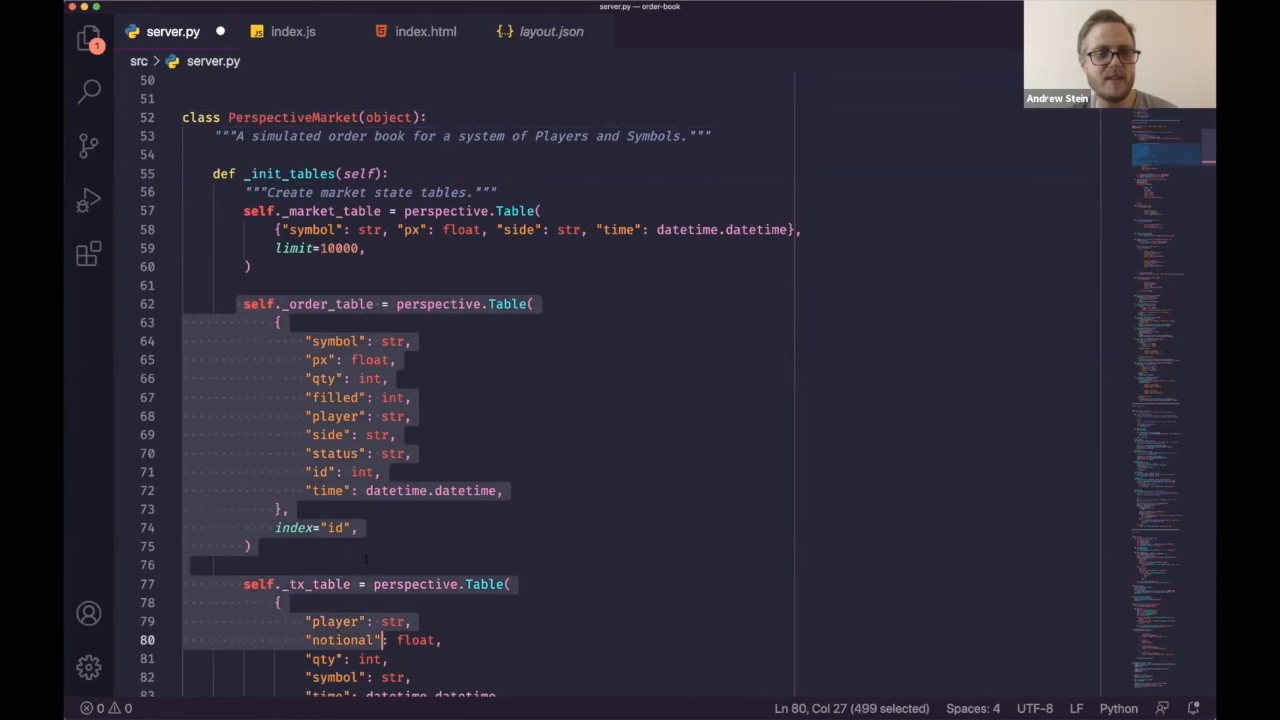 server.py — order-book
server.py
index.js
index.html
layout.json
src › server.py
Andrew Stein
1
50
51
52 class PerspectiveMarket(object):
53 """A simulated order book for a system of Players and Symbols."""
54
55 def _init_tables(self):
56 """Create market state tables."""
57 self._market_table = perspective.Table(
58 {"symbol": str, "px": float, "side": str, "time": datetime.datetime},
59 limit=10000,
60 )
61
62 self._order_table = perspective.Table(
63 {
64 "symbol": str,
65 "px": float,
66 "qty": int,
67 "filled": int,
68 "player": str,
69 "side": str,
70 "status": str,
71 "id": int,
72 "time": datetime.datetime,
73 },
74 index="id",
75 )
76
77 self._tx_table = perspective.Table(
78 {
79 "player": str,
80 "notional": float,
81 "qty": int,
82 "symbol": str,
83 "time": datetime.datetime
0 0
Ln 80, Col 27 (499 selected)
Spaces: 4
UTF-8
LF
Python